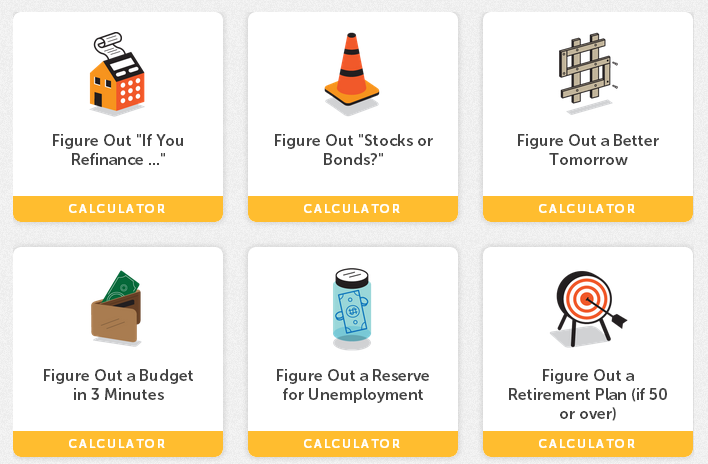 Figure Out "If You
Refinance ..."
CALCULATOR
Figure Out "Stocks or
Bonds?"
CALCULATOR
Figure Out a Better
Tomorrow
CALCULATOR
Figure Out a Budget
in 3 Minutes
CALCULATOR
Figure Out a Reserve
for Unemployment
CALCULATOR
Figure Out a
Retirement Plan (if 50
or over)
CALCULATOR